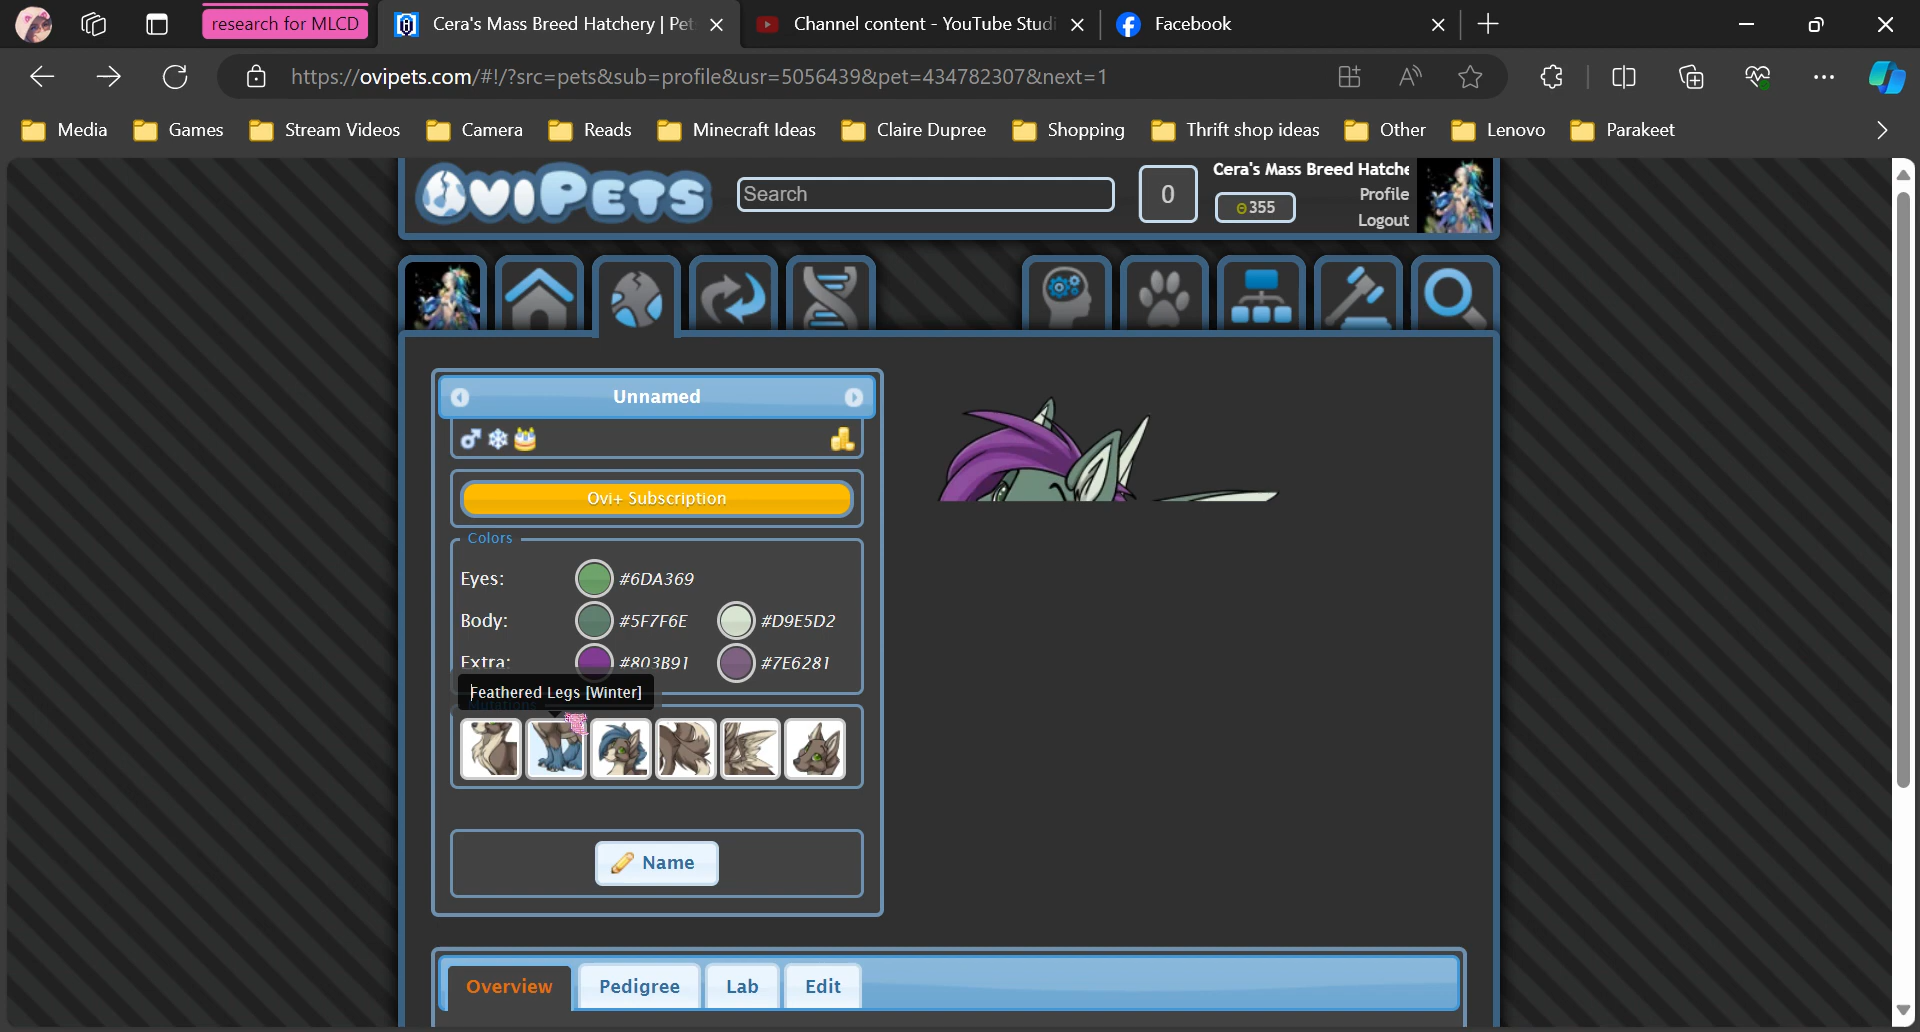 research for MLCD
Cera's Mass Breed Hatchery | Pet
Channel content - YouTube Studi
Facebook
https://ovipets.com/#!/?src=pets&sub=profile&usr=5056439&pet=434782307&next=1
Media
Games
Stream Videos
Camera
Reads
Minecraft Ideas
Claire Dupree
Shopping
Thrift shop ideas
Other
Lenovo
Parakeet
OviPets
Search
0
Cera's Mass Breed Hatche
355
Profile
Logout
Unnamed
Ovi+ Subscription
Colors
Eyes: #6DA369
Body: #5F7F6E #D9E5D2
Extra: #803B91 #7E6281
Feathered Legs [Winter]
Mutations
Name
Overview
Pedigree
Lab
Edit